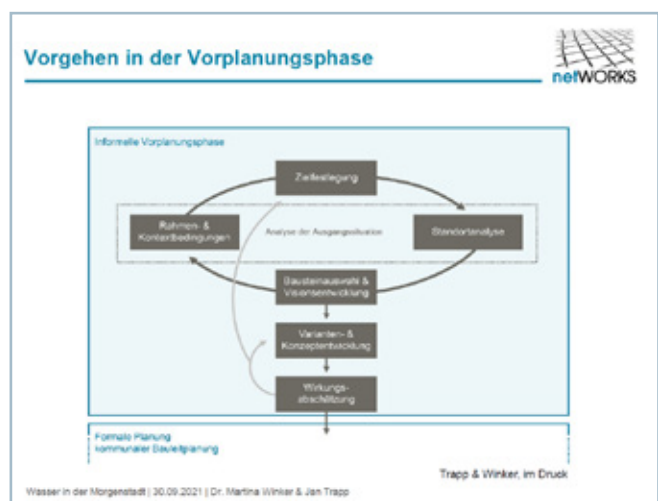 Vorgehen in der Vorplanungsphase
netWORKS
Informelle Vorplanungsphase
Zielfestlegung
Rahmen- &
Kontextbedingungen
Analyse der Ausgangssituation
Standortanalyse
Bausteinauswahl &
Visionsentwicklung
Varianten- &
Konzeptentwicklung
Wirkungs-
abschätzung
Formale Planung
kommunaler Bauleitplanung
Trapp & Winker, im Druck
Wasser in der Morgenstadt | 30.09.2021 | Dr. Martina Winker & Jan Trapp